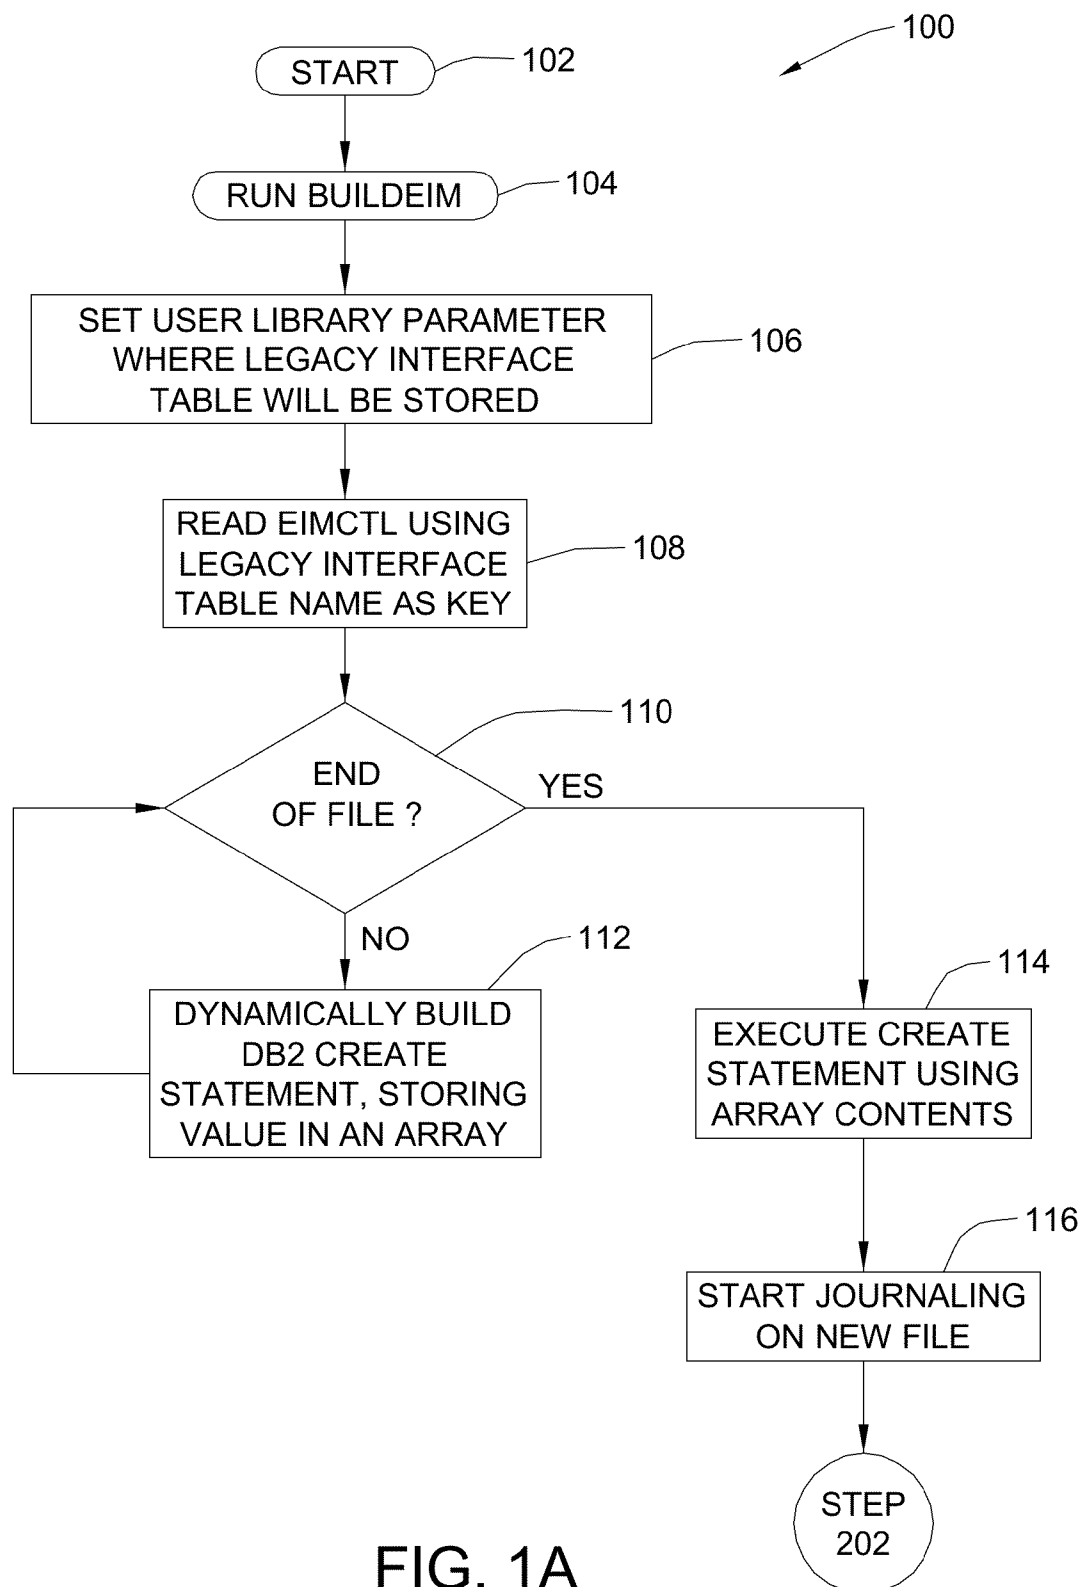 100
START
102
RUN BUILDEIM
104
SET USER LIBRARY PARAMETER
WHERE LEGACY INTERFACE
TABLE WILL BE STORED
106
READ EIMCTL USING
LEGACY INTERFACE
TABLE NAME AS KEY
108
110
END
OF FILE ?
YES
NO
112
DYNAMICALLY BUILD
DB2 CREATE
STATEMENT, STORING
VALUE IN AN ARRAY
114
EXECUTE CREATE
STATEMENT USING
ARRAY CONTENTS
116
START JOURNALING
ON NEW FILE
STEP
202
FIG. 1A